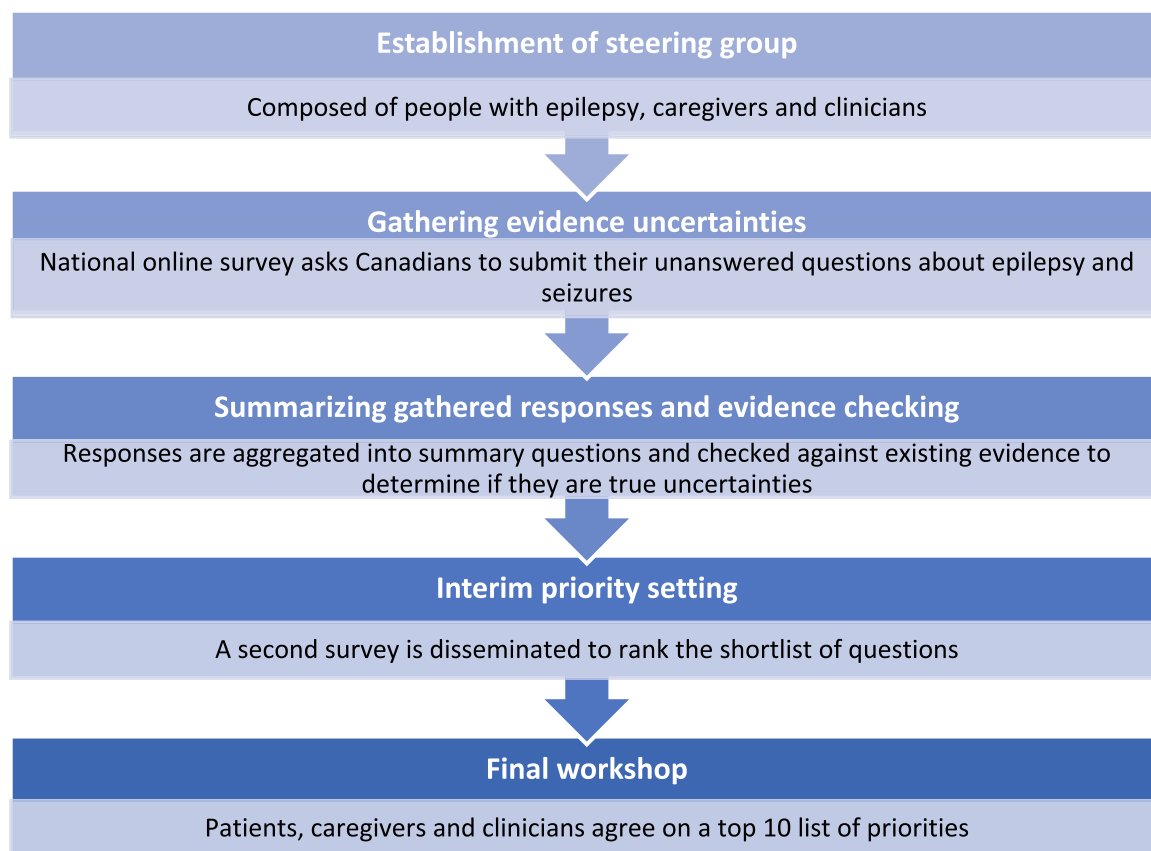 Establishment of steering group
Composed of people with epilepsy, caregivers and clinicians
Gathering evidence uncertainties
National online survey asks Canadians to submit their unanswered questions about epilepsy and
seizures
Summarizing gathered responses and evidence checking
Responses are aggregated into summary questions and checked against existing evidence to
determine if they are true uncertainties
Interim priority setting
A second survey is disseminated to rank the shortlist of questions
Final workshop
Patients, caregivers and clinicians agree on a top 10 list of priorities